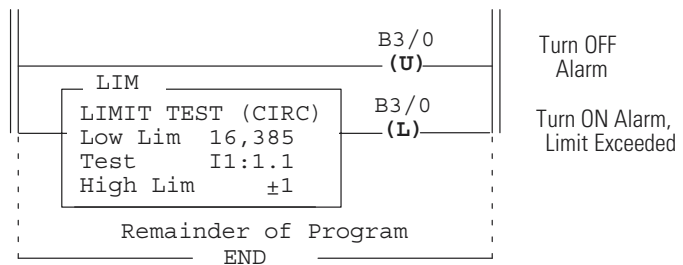 B3/0
(U)
Turn OFF
Alarm
LIM
LIMIT TEST (CIRC)
Low Lim 16,385
Test I1:1.1
High Lim ±1
B3/0
(L)
Turn ON Alarm,
Limit Exceeded
Remainder of Program
END